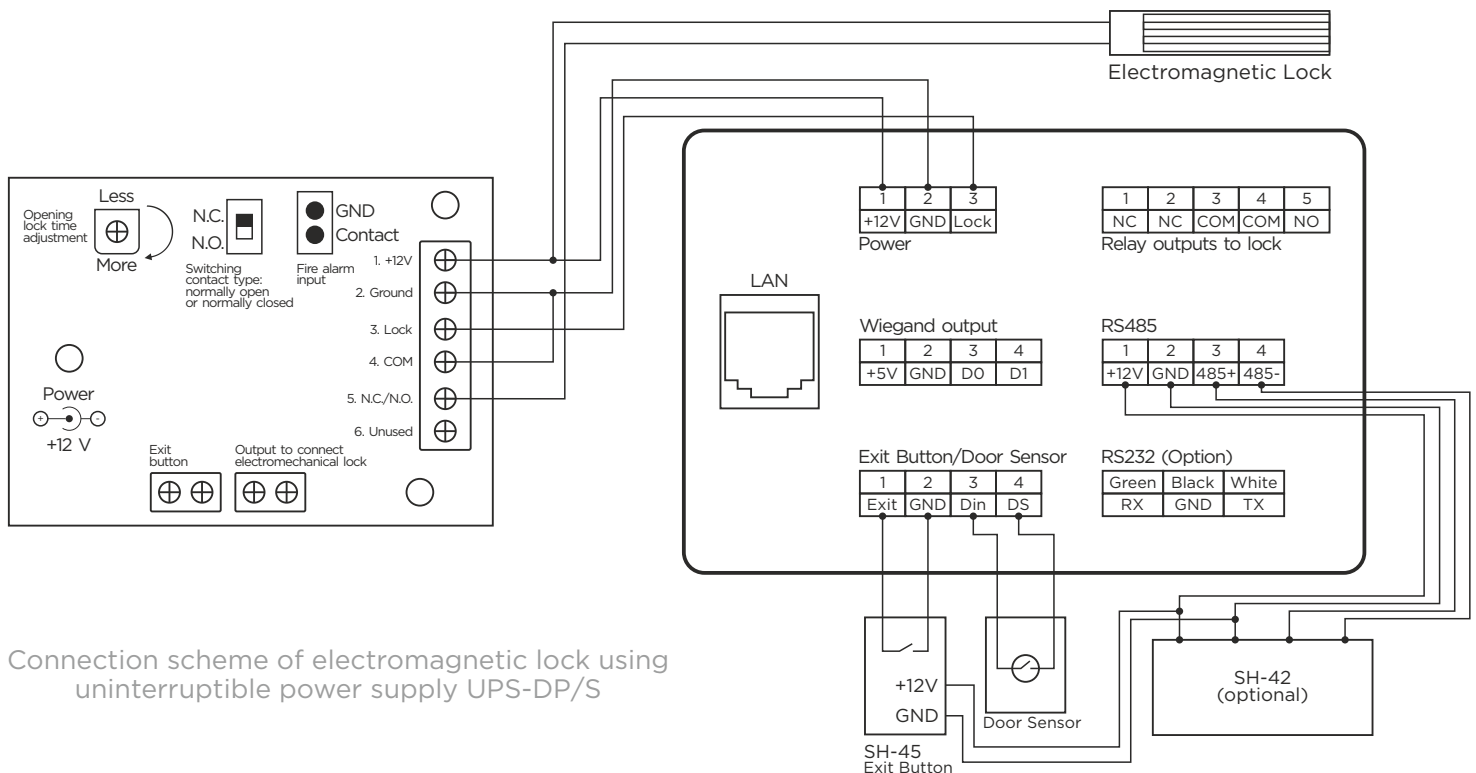 Electromagnetic Lock
Less
Opening
lock time
adjustment
More
N.C.
N.O.
Switching
contact type:
normally open
or normally closed
GND
Contact
Fire alarm
input
1. +12V
2. Ground
3. Lock
4. COM
5. N.C./N.O.
6. Unused
Power
+ -
+12 V
Exit
button
Output to connect
electromechanical lock
1 2 3
+12V GND Lock
Power
1 2 3 4 5
NC NC COM COM NO
Relay outputs to lock
LAN
Wiegand output
1 2 3 4
+5V GND D0 D1
RS485
1 2 3 4
+12V GND 485+ 485-
Exit Button/Door Sensor
1 2 3 4
Exit GND Din DS
RS232 (Option)
Green Black White
RX GND TX
+12V
GND
SH-45
Exit Button
Door Sensor
SH-42
(optional)
Connection scheme of electromagnetic lock using
uninterruptible power supply UPS-DP/S